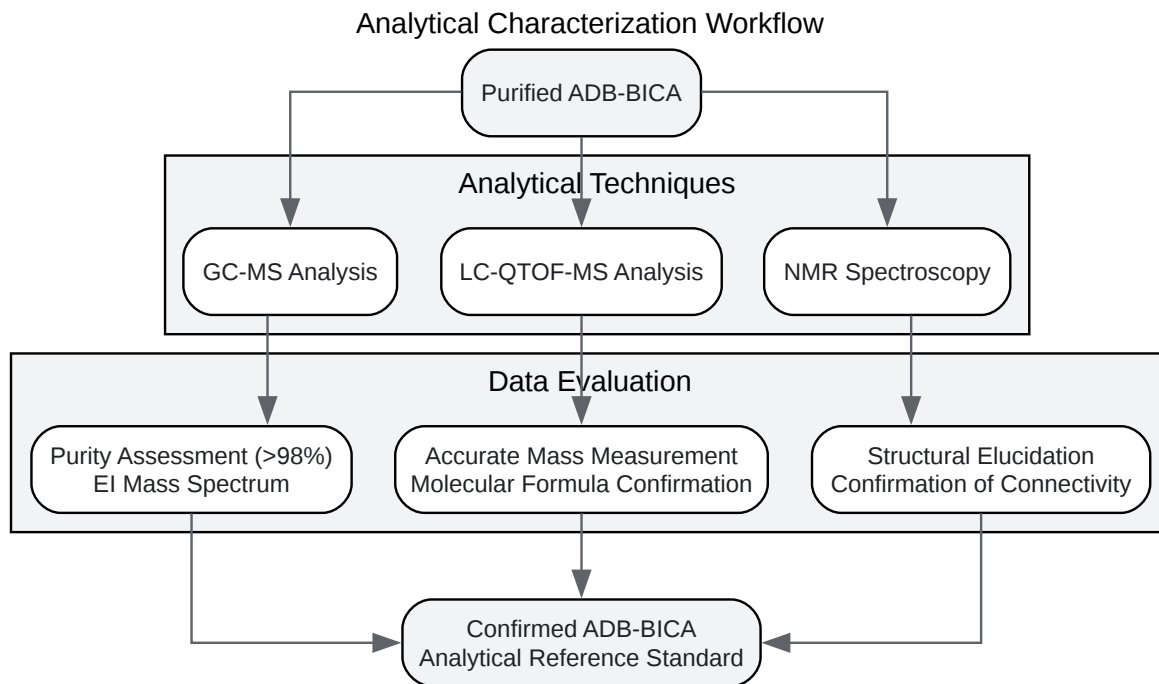 Analytical Characterization Workflow
Purified ADB-BICA
Analytical Techniques
GC-MS Analysis
LC-QTOF-MS Analysis
NMR Spectroscopy
Data Evaluation
Purity Assessment (>98%)
EI Mass Spectrum
Accurate Mass Measurement
Molecular Formula Confirmation
Structural Elucidation
Confirmation of Connectivity
Confirmed ADB-BICA
Analytical Reference Standard